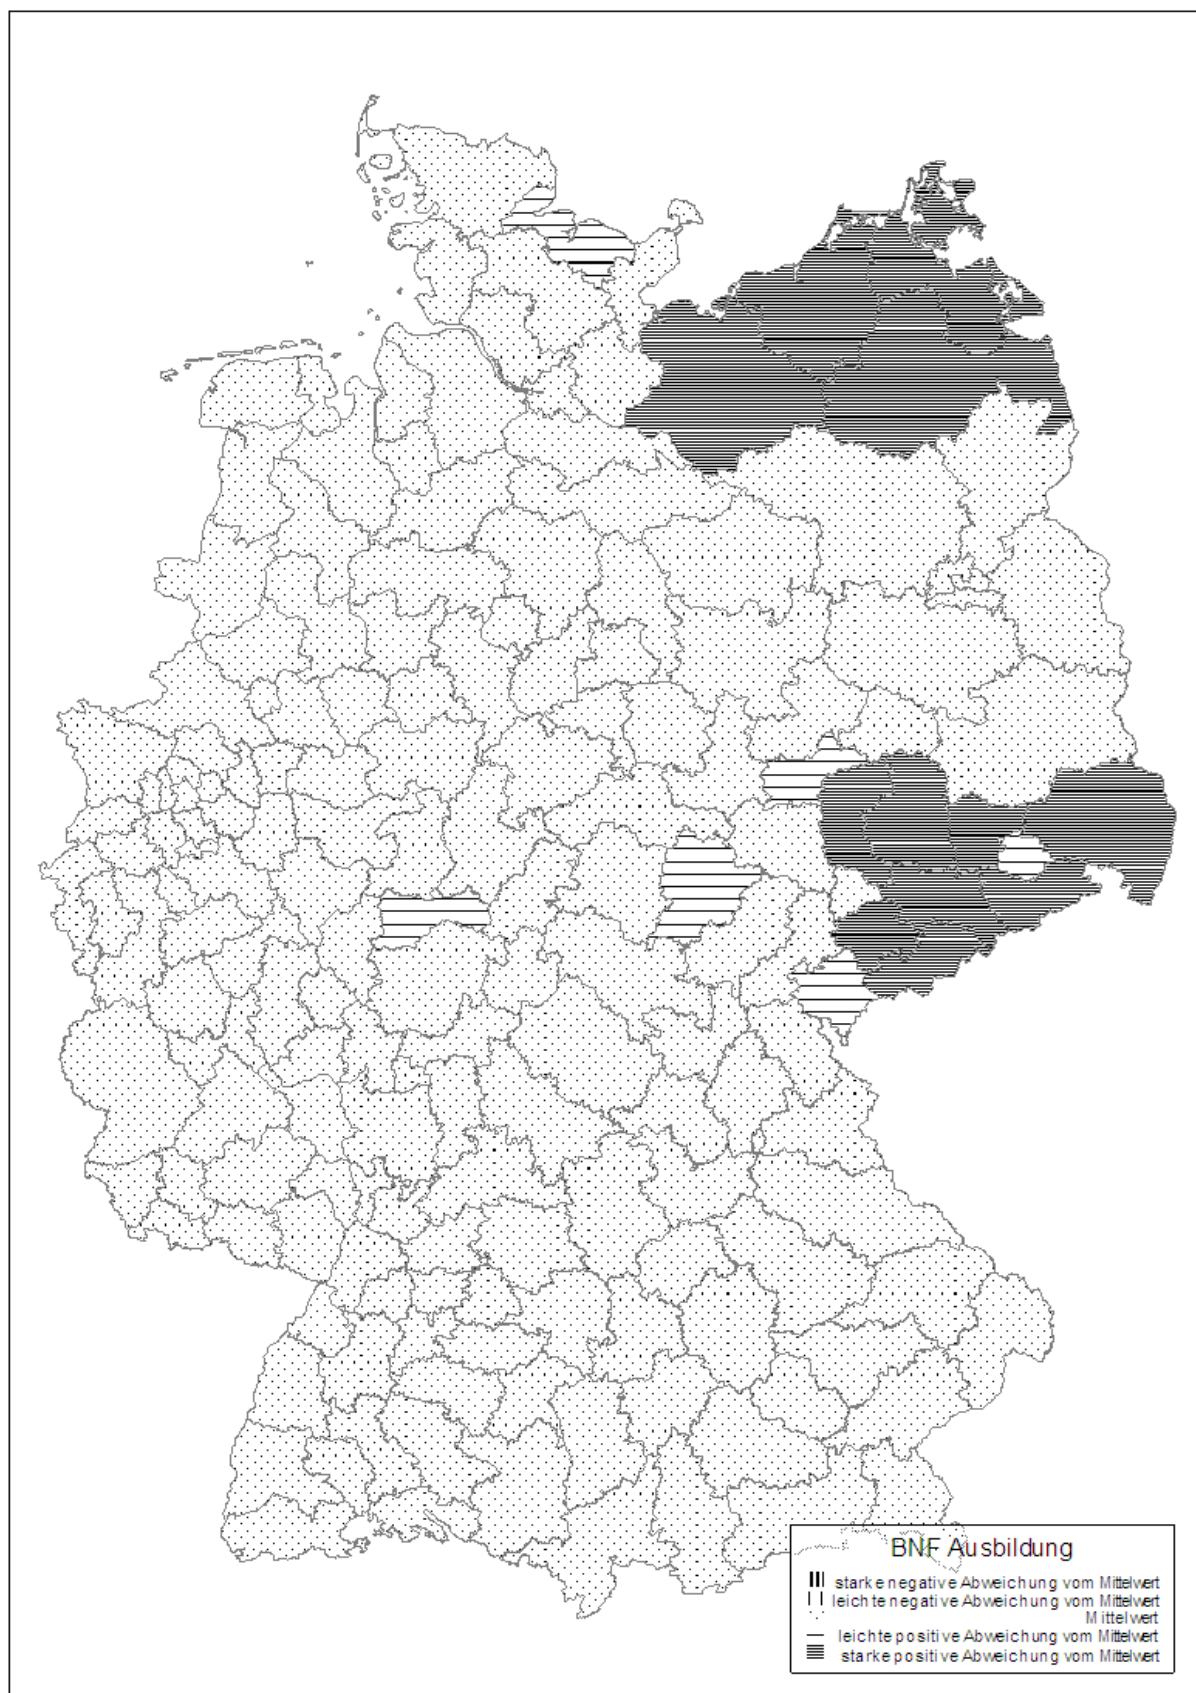 BNF Ausbildung
starke negative Abweichung vom Mittelwert
leichte negative Abweichung vom Mittelwert
Mittelwert
leichte positive Abweichung vom Mittelwert
starke positive Abweichung vom Mittelwert